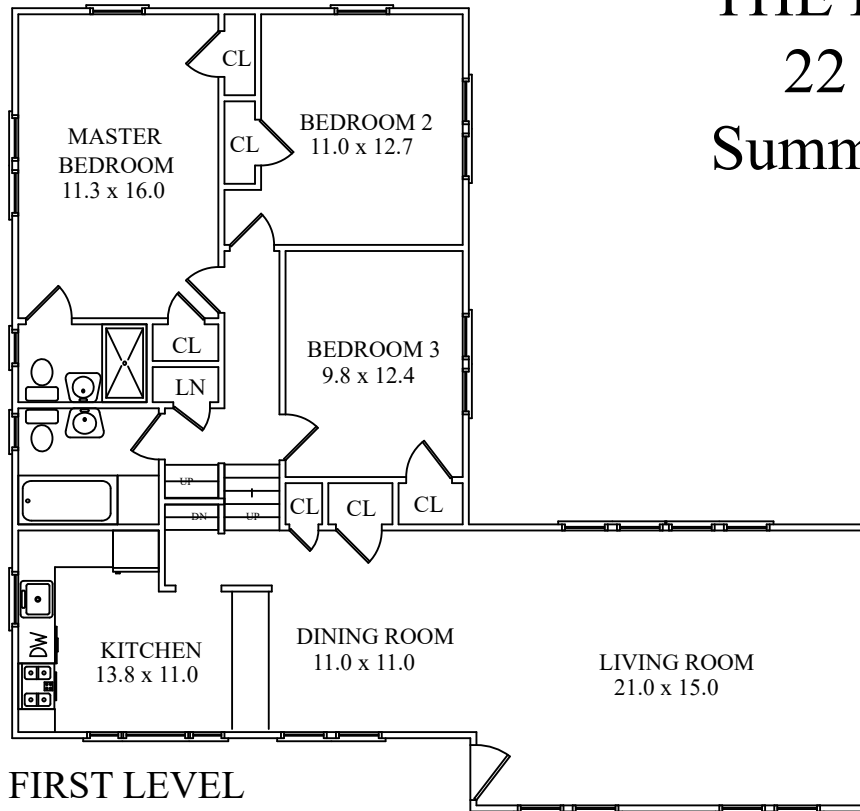 THE
22
Summ
CL
BEDROOM 2
11.0 x 12.7
CL
MASTER
BEDROOM
11.3 x 16.0
CL
BEDROOM 3
9.8 x 12.4
LN
UP
DN
UP
CL
CL
CL
DW
KITCHEN
13.8 x 11.0
DINING ROOM
11.0 x 11.0
LIVING ROOM
21.0 x 15.0
FIRST LEVEL